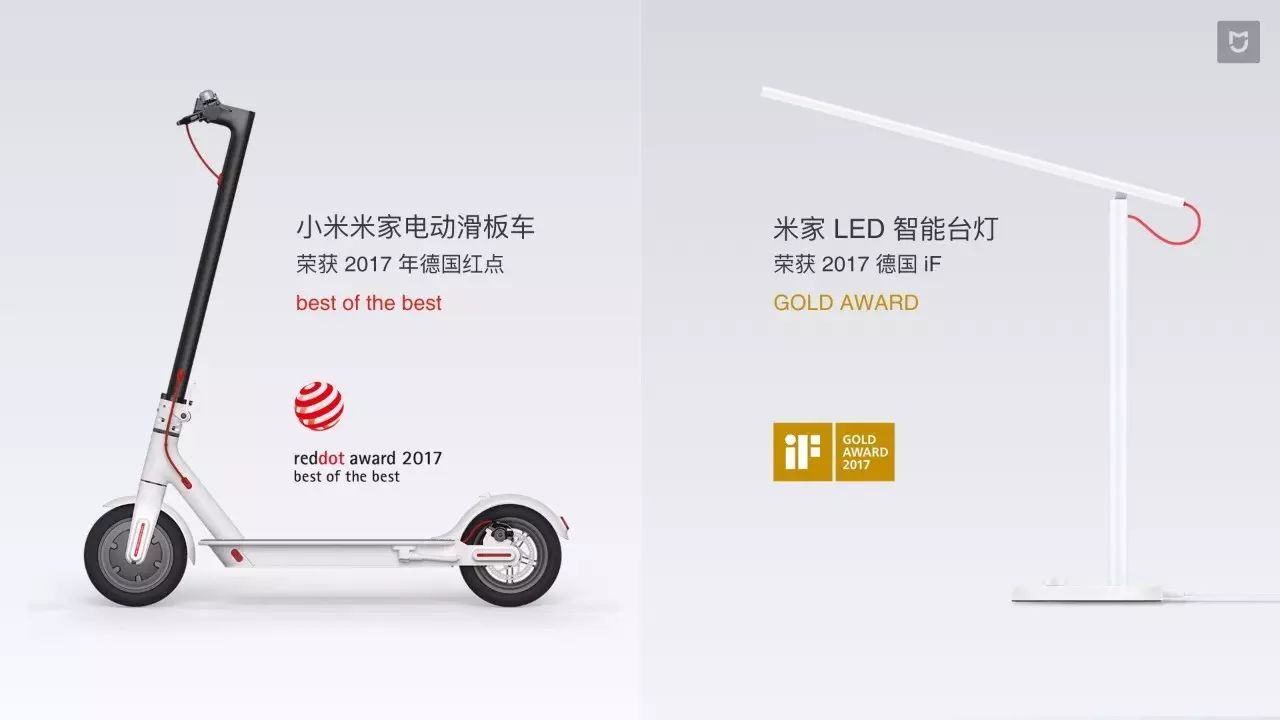 小米米家电动滑板车
荣获 2017 年德国红点
best of the best
reddot award 2017
best of the best
米家 LED 智能台灯
荣获 2017 德国 iF
GOLD AWARD
iF
GOLD
AWARD
2017